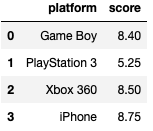 platform score
0 Game Boy 8.40
1 PlayStation 3 5.25
2 Xbox 360 8.50
3 iPhone 8.75